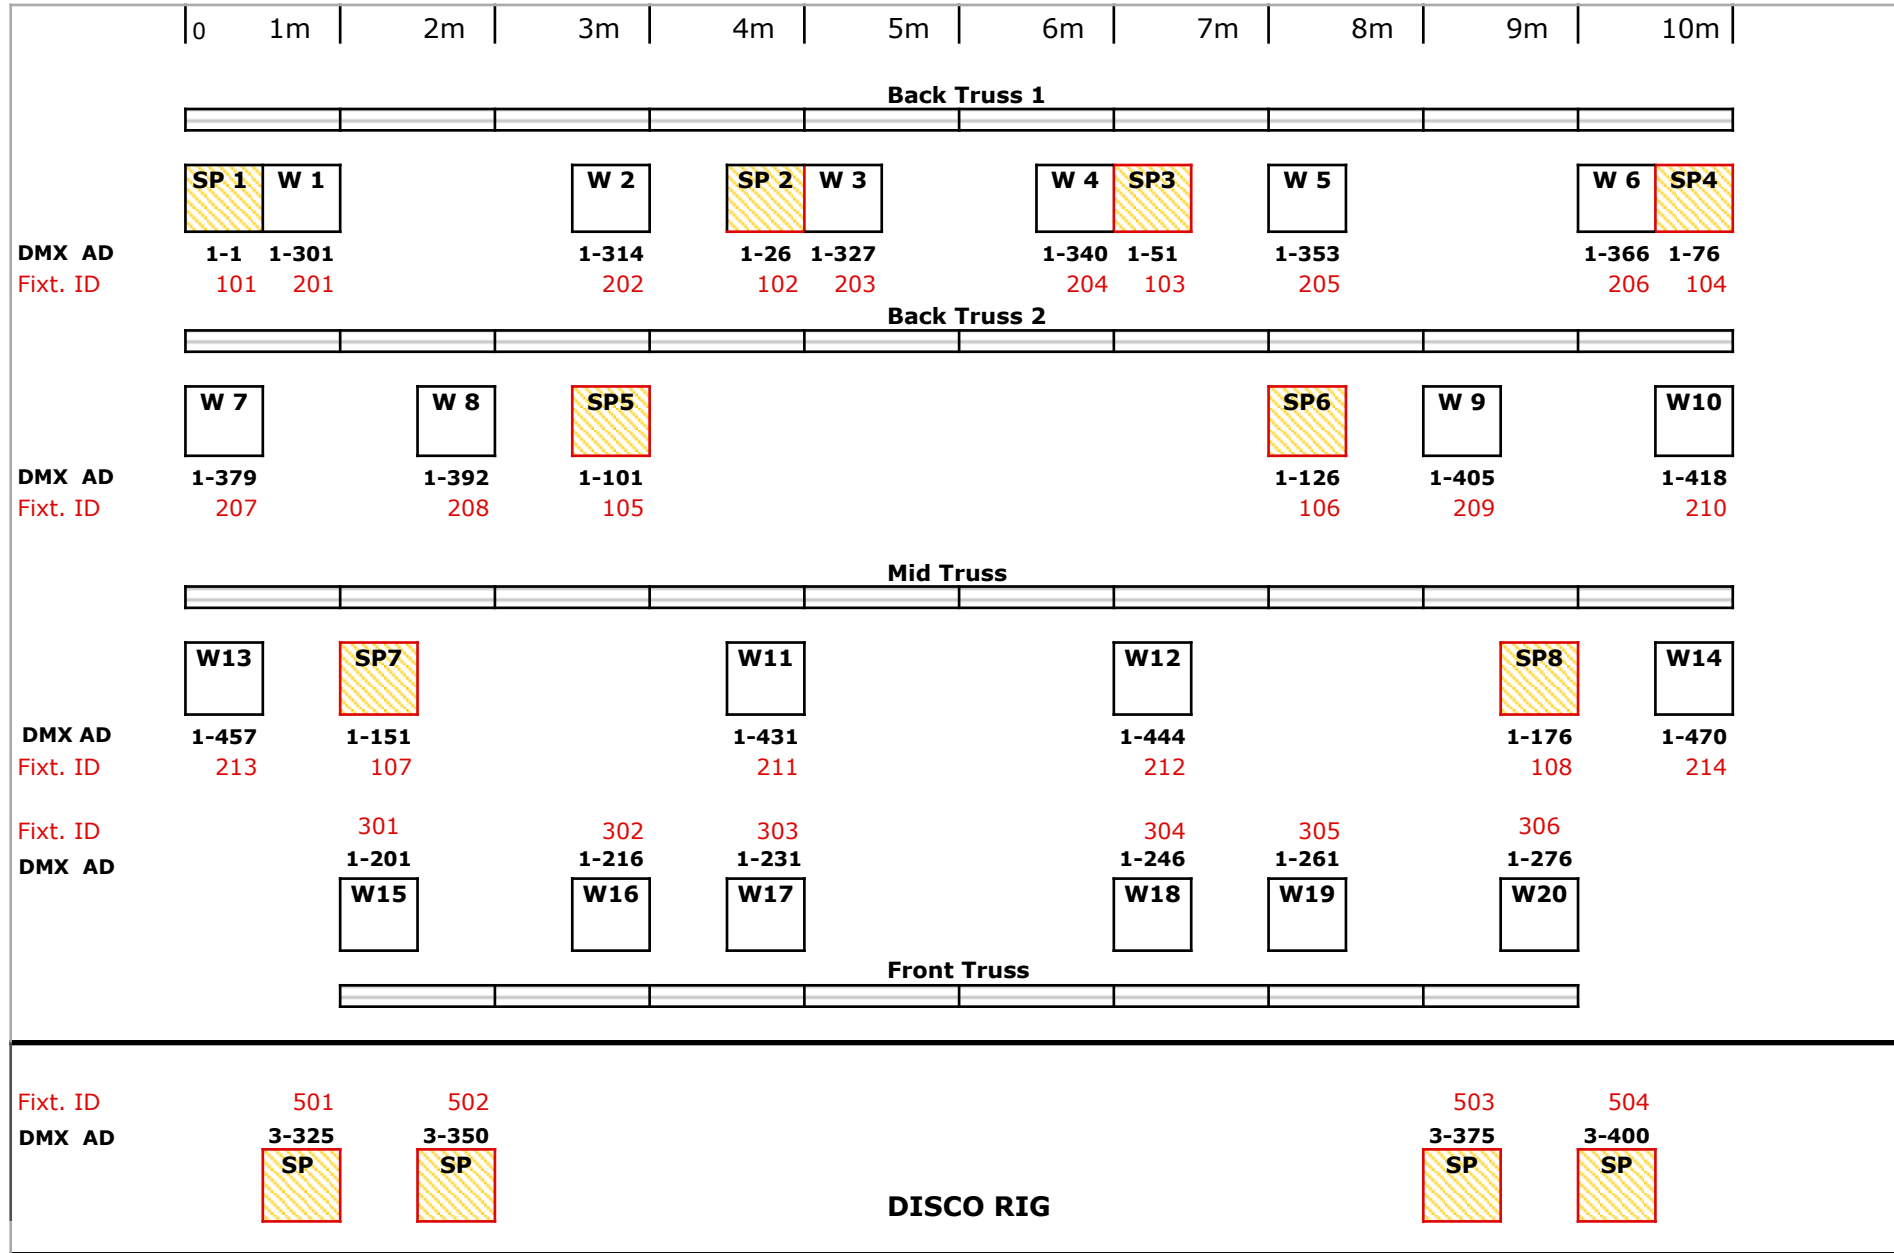 0 1m 2m 3m 4m 5m 6m 7m 8m 9m 10m
Back Truss 1
SP 1 W 1 W 2 SP 2 W 3 W 4 SP3 W 5 W 6 SP4
DMX AD 1-1 1-301 1-314 1-26 1-327 1-340 1-51 1-353 1-366 1-76
Fixt. ID 101 201 202 102 203 204 103 205 206 104
Back Truss 2
W 7 W 8 SP5 SP6 W 9 W10
DMX AD 1-379 1-392 1-101 1-126 1-405 1-418
Fixt. ID 207 208 105 106 209 210
Mid Truss
W13 SP7 W11 W12 SP8 W14
DMX AD 1-457 1-151 1-431 1-444 1-176 1-470
Fixt. ID 213 107 211 212 108 214
Fixt. ID 301 302 303 304 305 306
DMX AD 1-201 1-216 1-231 1-246 1-261 1-276
W15 W16 W17 W18 W19 W20
Front Truss
Fixt. ID 501 502 503 504
DMX AD 3-325 3-350 3-375 3-400
SP SP SP SP
DISCO RIG